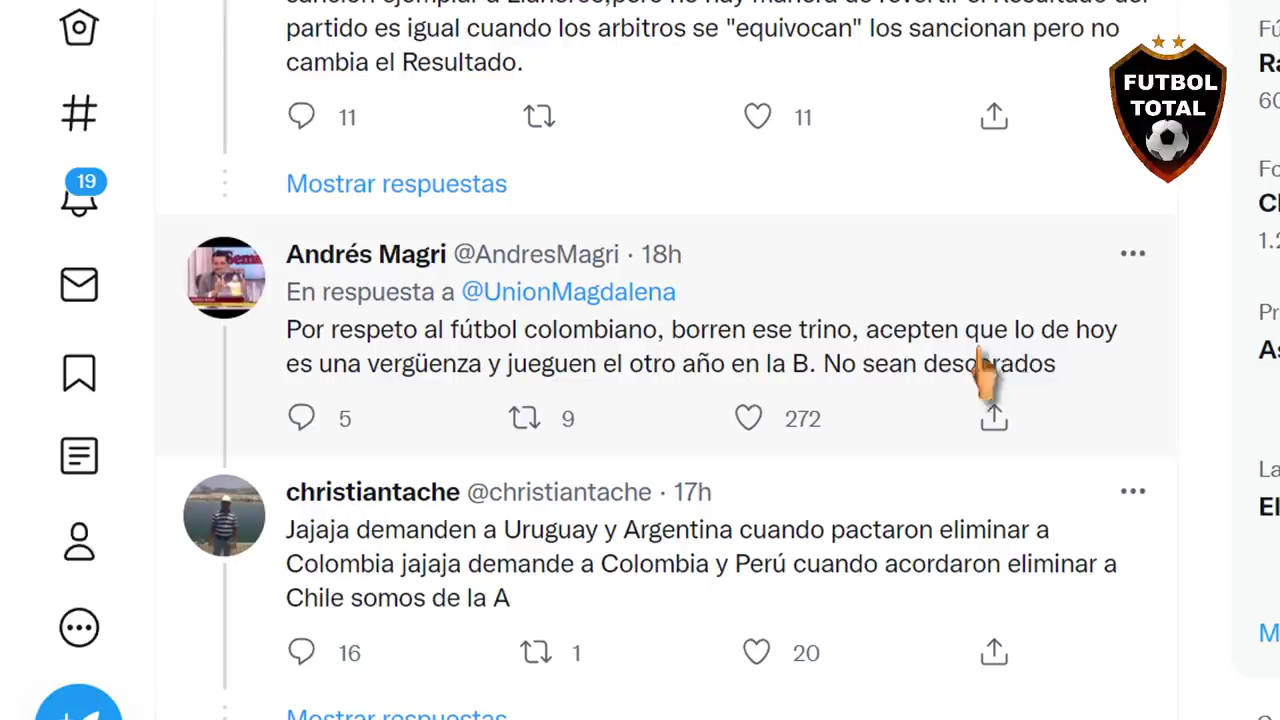 partido es igual cuando los arbitros se "equivocan" los sancionan pero no
cambia el Resultado.
11
11
Mostrar respuestas
19
Andrés Magri @AndresMagri · 18h
En respuesta a @UnionMagdalena
Por respeto al fútbol colombiano, borren ese trino, acepten que lo de hoy
es una vergüenza y jueguen el otro año en la B. No sean
5
9
272
christiantache @christiantache · 17h
Jajaja demanden a Uruguay y Argentina cuando pactaron eliminar a
Colombia jajaja demande a Colombia y Perú cuando acordaron eliminar a
Chile somos de la A
16
1
20
Mostrar respuestas
FUTBOL
TOTAL